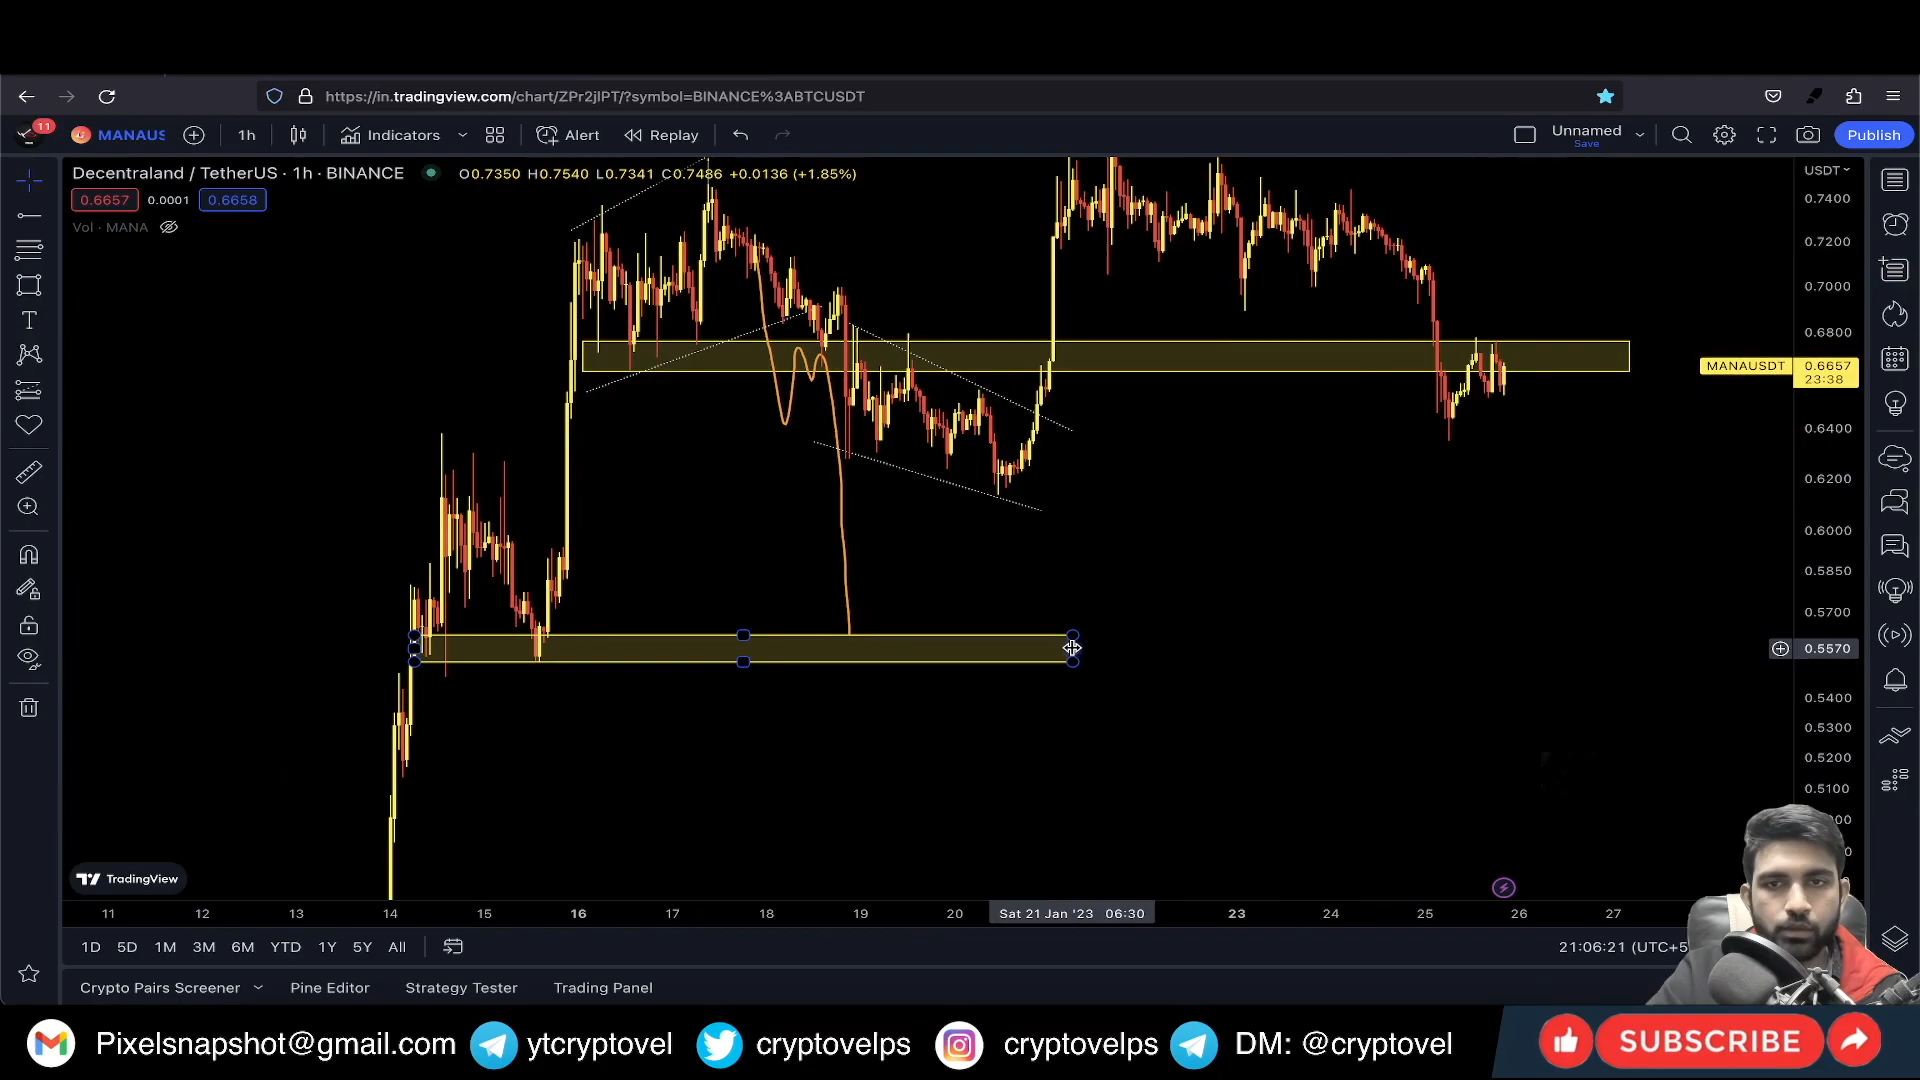 https://in.tradingview.com/chart/ZPr2jIPT/?symbol=BINANCE%3ABTCUSDT
11
MANAUS
1h
Indicators
Alert
Replay
Unnamed
Save
Publish
Decentraland / TetherUS · 1h · BINANCE
O0.7350 H0.7540 L0.7341 C0.7486 +0.0136 (+1.85%)
USDT
0.6657
0.0001
0.6658
Vol · MANA
0.7400
0.7200
0.7000
0.6800
MANAUSDT
0.6657
23:38
0.6400
0.6200
0.6000
0.5850
0.5700
0.5570
0.5400
0.5300
0.5200
0.5100
TradingView
11 12 13 14 15 16 17 18 19 20 Sat 21 Jan '23 06:30 23 24 25 26 27
1D 5D 1M 3M 6M YTD 1Y 5Y All
21:06:21 (UTC+5
Crypto Pairs Screener
Pine Editor
Strategy Tester
Trading Panel
Pixelsnapshot@gmail.com
ytcryptovel
cryptovelps
cryptovelps
DM: @cryptovel
SUBSCRIBE